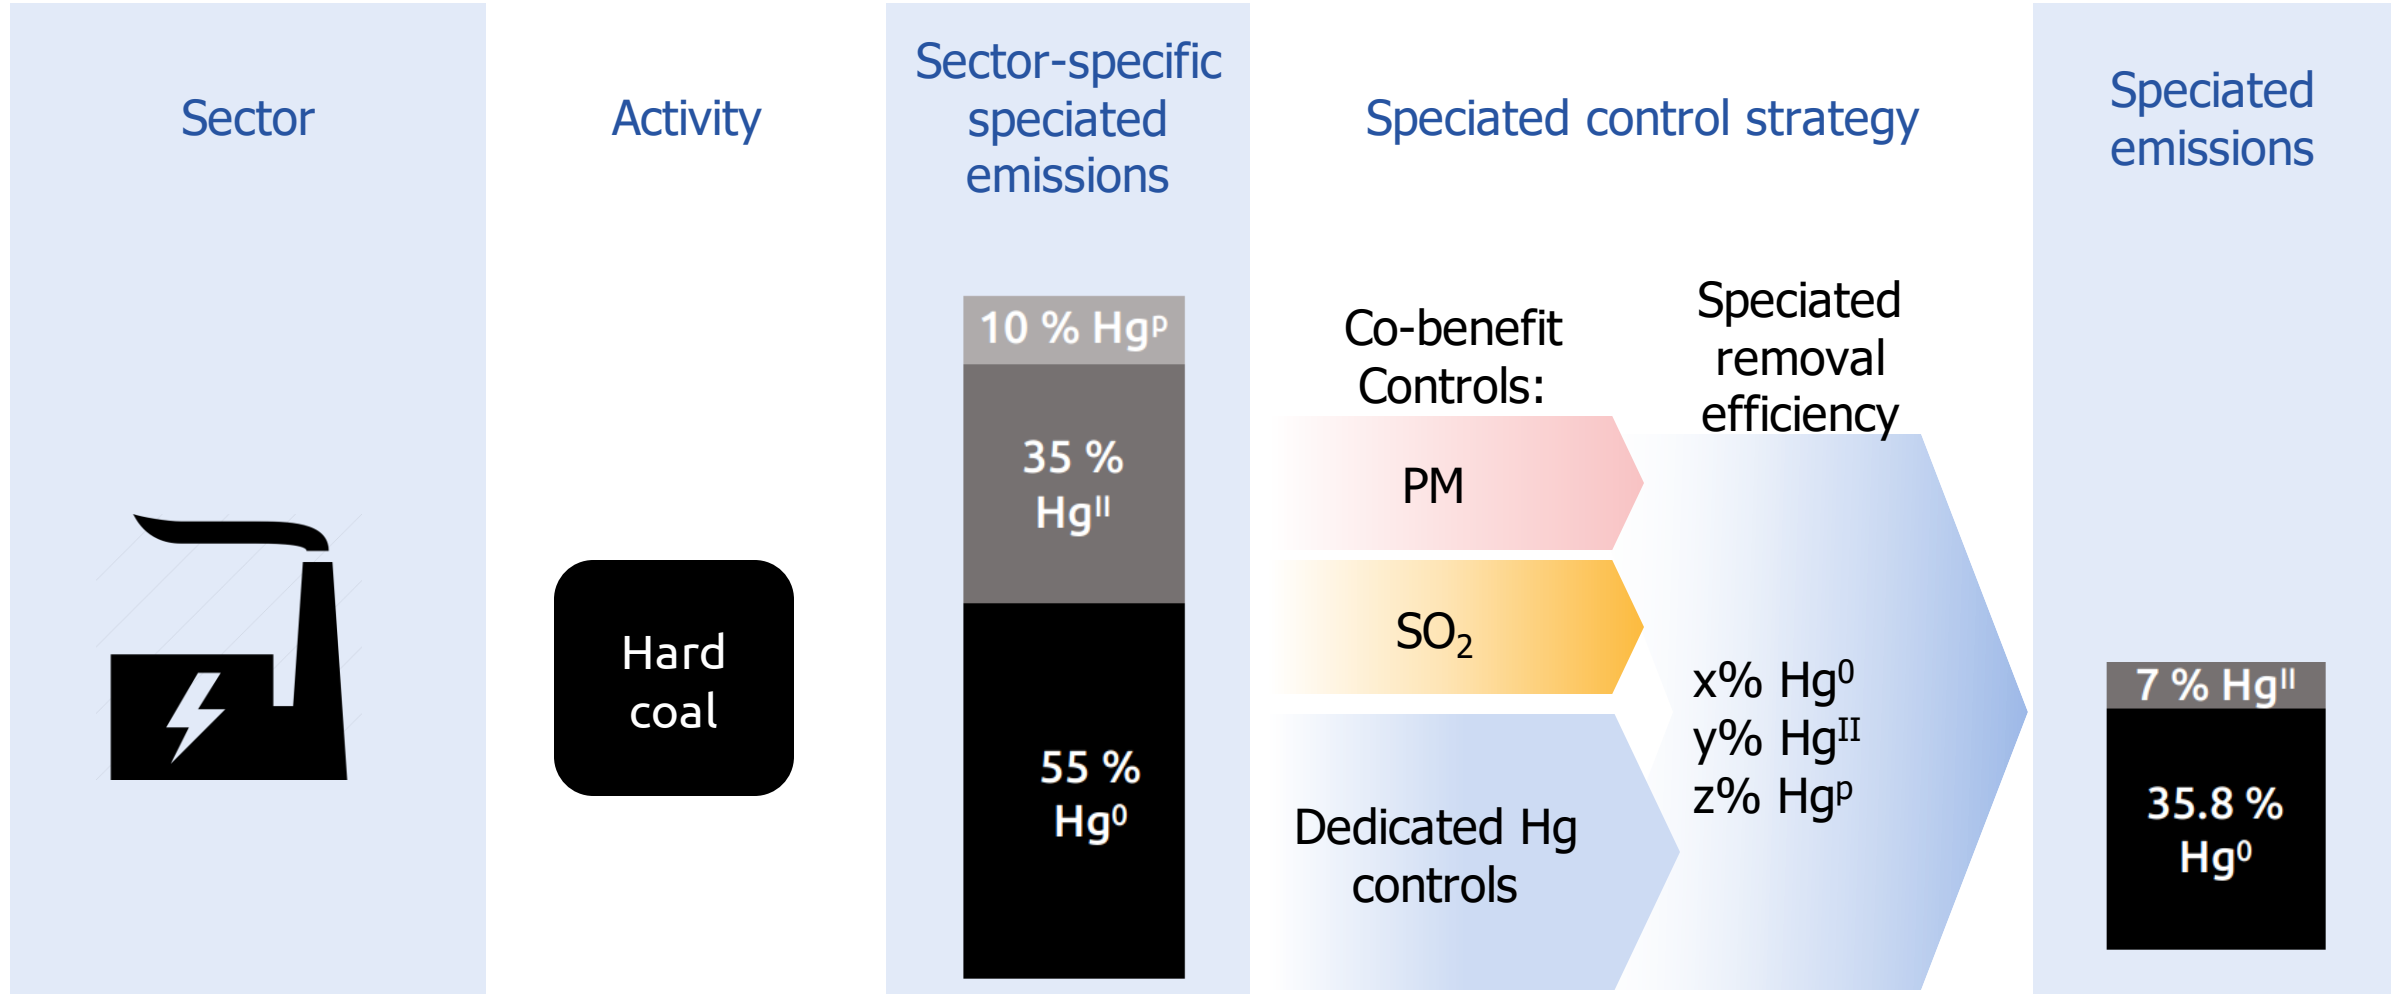 Sector
Activity
Sector-specific
speciated
emissions
Speciated control strategy
Speciated
emissions
Hard
coal
10 % Hgᵖ
35 %
Hgᴵᴵ
55 %
Hg⁰
Co-benefit
Controls:
PM
SO₂
Dedicated Hg
controls
Speciated
removal
efficiency
x% Hg⁰
y% Hgᴵᴵ
z% Hgᵖ
7 % Hgᴵᴵ
35.8 %
Hg⁰